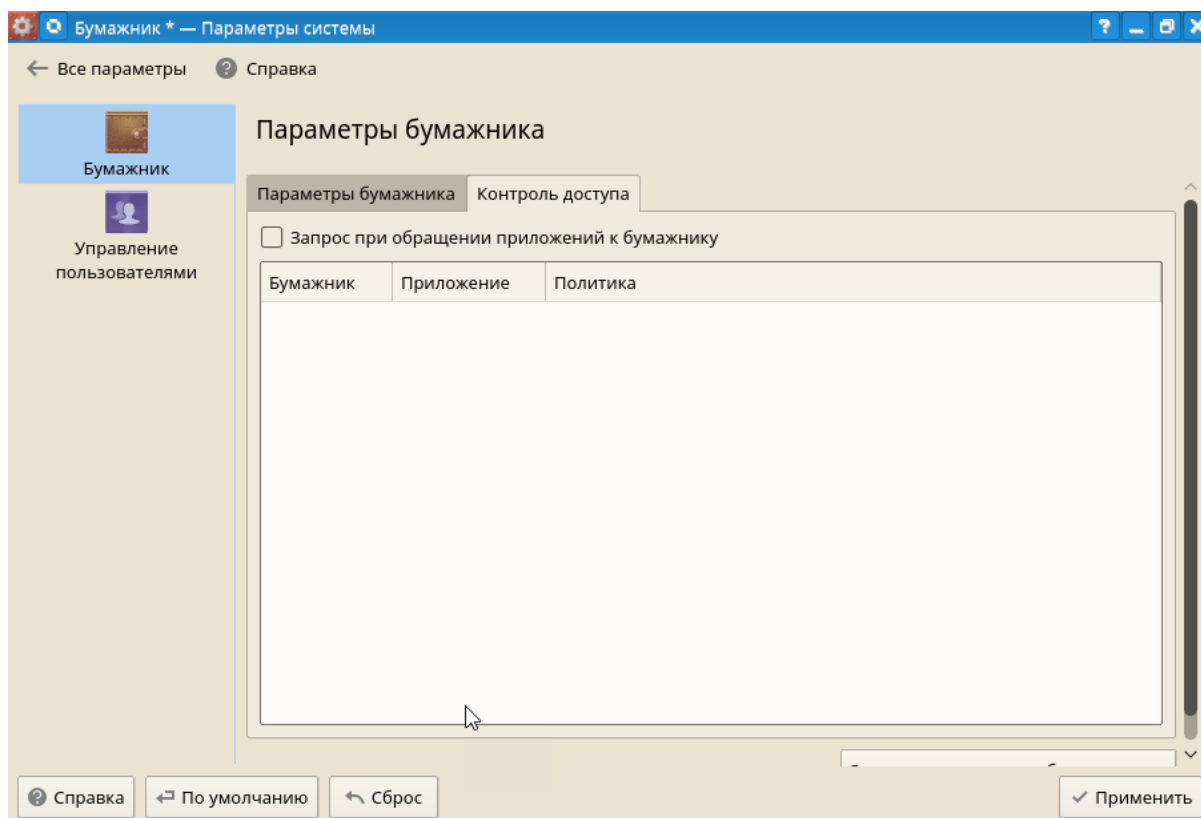 Бумажник * — Параметры системы
Все параметры Справка
Бумажник
Управление
пользователями
Параметры бумажника
Параметры бумажника Контроль доступа
Запрос при обращении приложений к бумажнику
Бумажник Приложение Политика
Справка По умолчанию Сброс Применить